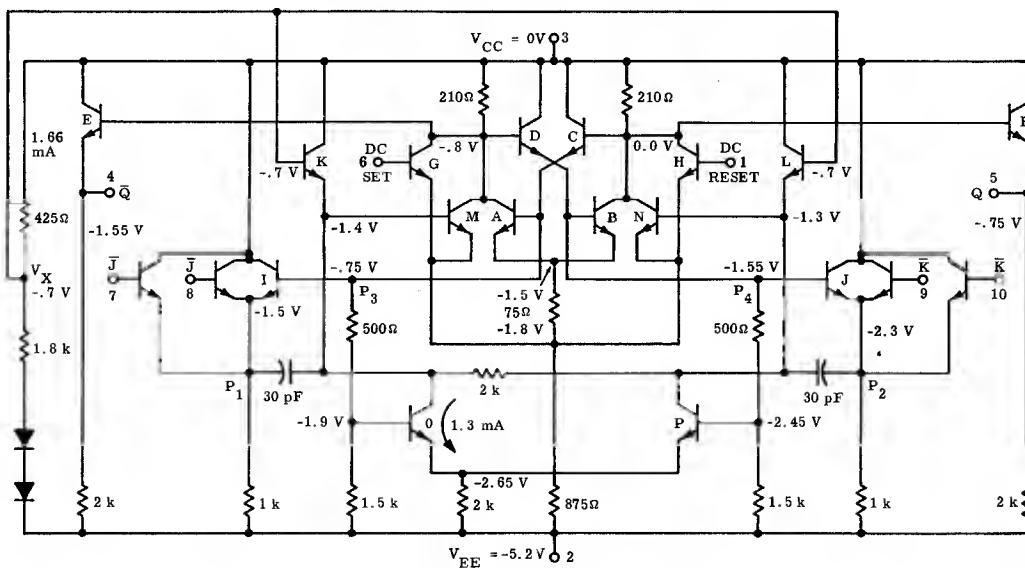 V_CC = 0V 3
210Ω
210Ω
E
D
C
F
1.66 mA
-.8 V
0.0 V
K
DC 6 SET
G
H
DC 1 RESET
L
-.7 V
-.7 V
4
Q̄
-1.55 V
5
Q
-.75 V
425Ω
-1.4 V
M
A
B
N
-1.3 V
V_X
-.7 V
J̄
7
J̄
8
I
-.75 V
P3
-1.5 V
75Ω
-1.8 V
-1.55 V
P4
J
K̄
9
K̄
10
-1.5 V
-2.3 V
1.8 k
500Ω
500Ω
P1
30 pF
2 k
30 pF
P2
-1.9 V
0
1.3 mA
P
-2.45 V
-2.65 V
2 k
1 k
1.5 k
2 k
875Ω
1.5 k
1 k
2 k
V_EE = -5.2 V 2